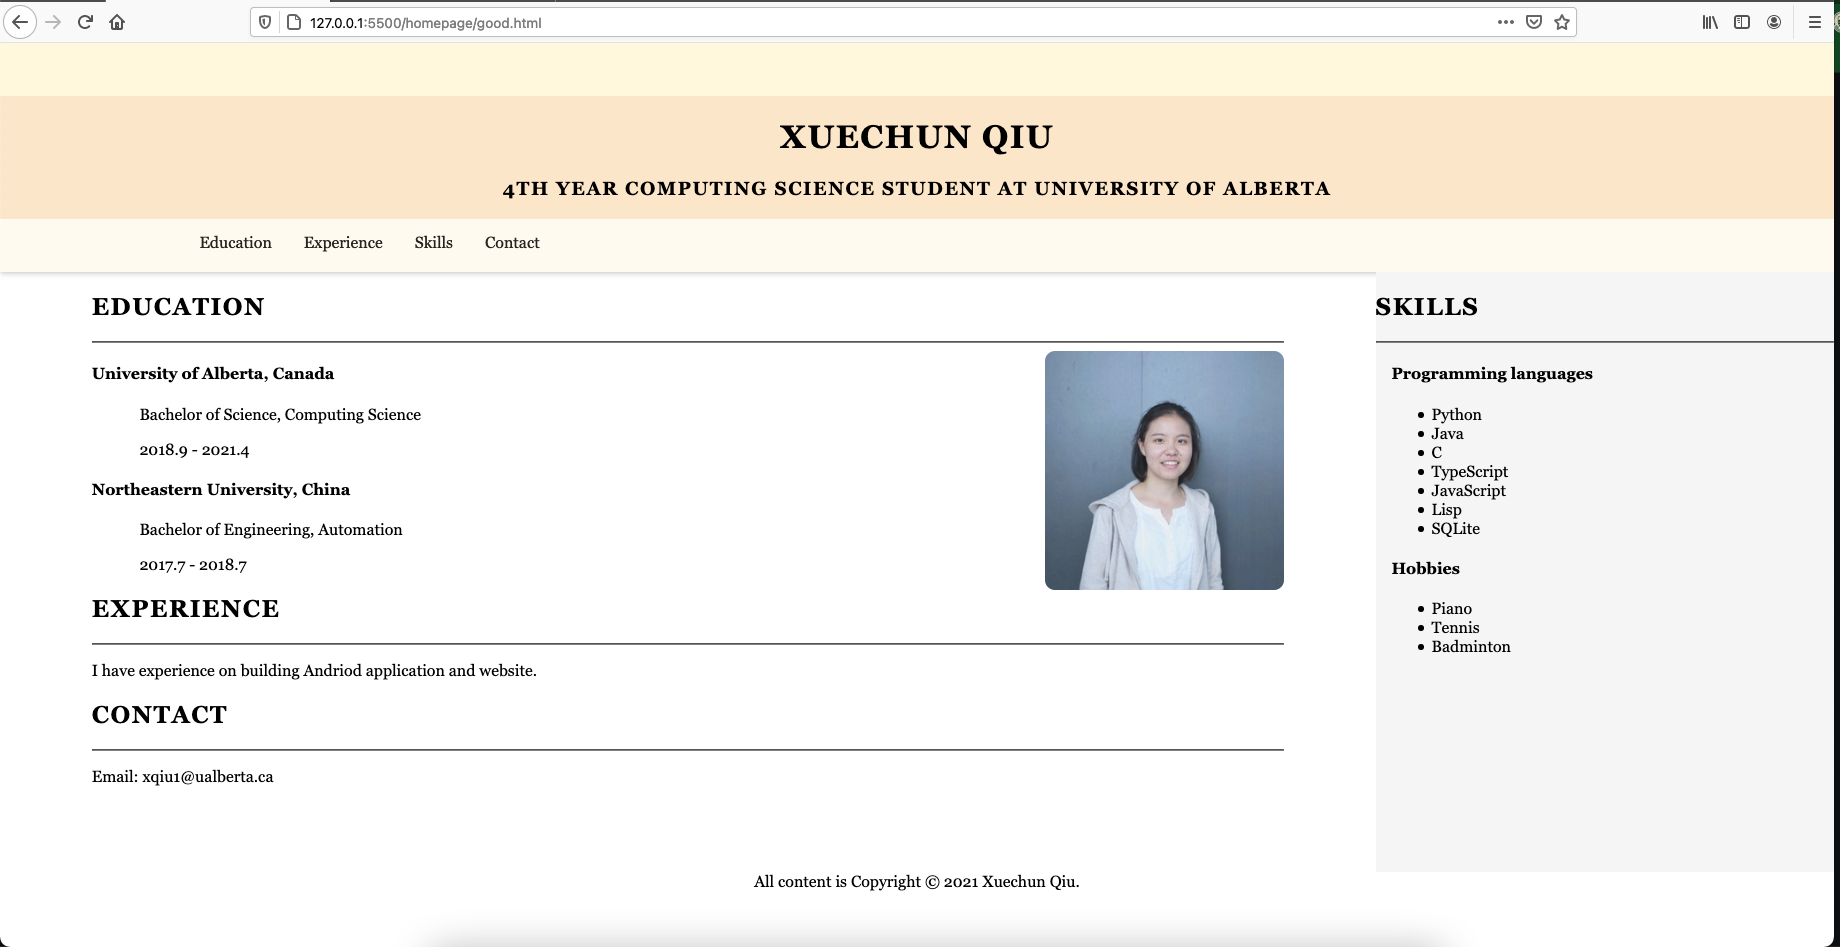 127.0.0.1:5500/homepage/good.html
XUECHUN QIU
4TH YEAR COMPUTING SCIENCE STUDENT AT UNIVERSITY OF ALBERTA
Education Experience Skills Contact
EDUCATION
University of Alberta, Canada
Bachelor of Science, Computing Science
2018.9 - 2021.4
Northeastern University, China
Bachelor of Engineering, Automation
2017.7 - 2018.7
EXPERIENCE
I have experience on building Andriod application and website.
CONTACT
Email: xqiu1@ualberta.ca
SKILLS
Programming languages
Python
Java
C
TypeScript
JavaScript
Lisp
SQLite
Hobbies
Piano
Tennis
Badminton
All content is Copyright © 2021 Xuechun Qiu.